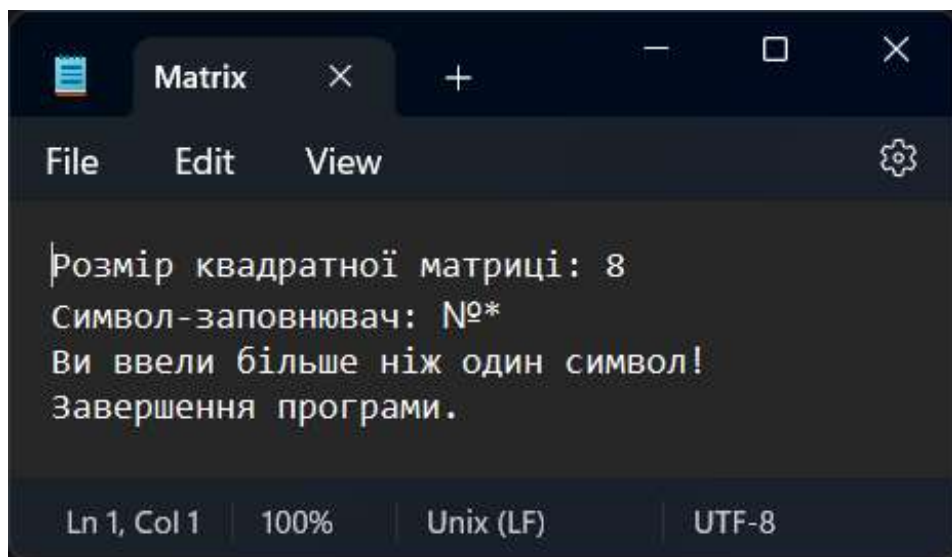 Matrix
File Edit View
Розмір квадратної матриці: 8
Символ-заповнювач: №*
Ви ввели більше ніж один символ!
Завершення програми.
Ln 1, Col 1 100% Unix (LF) UTF-8